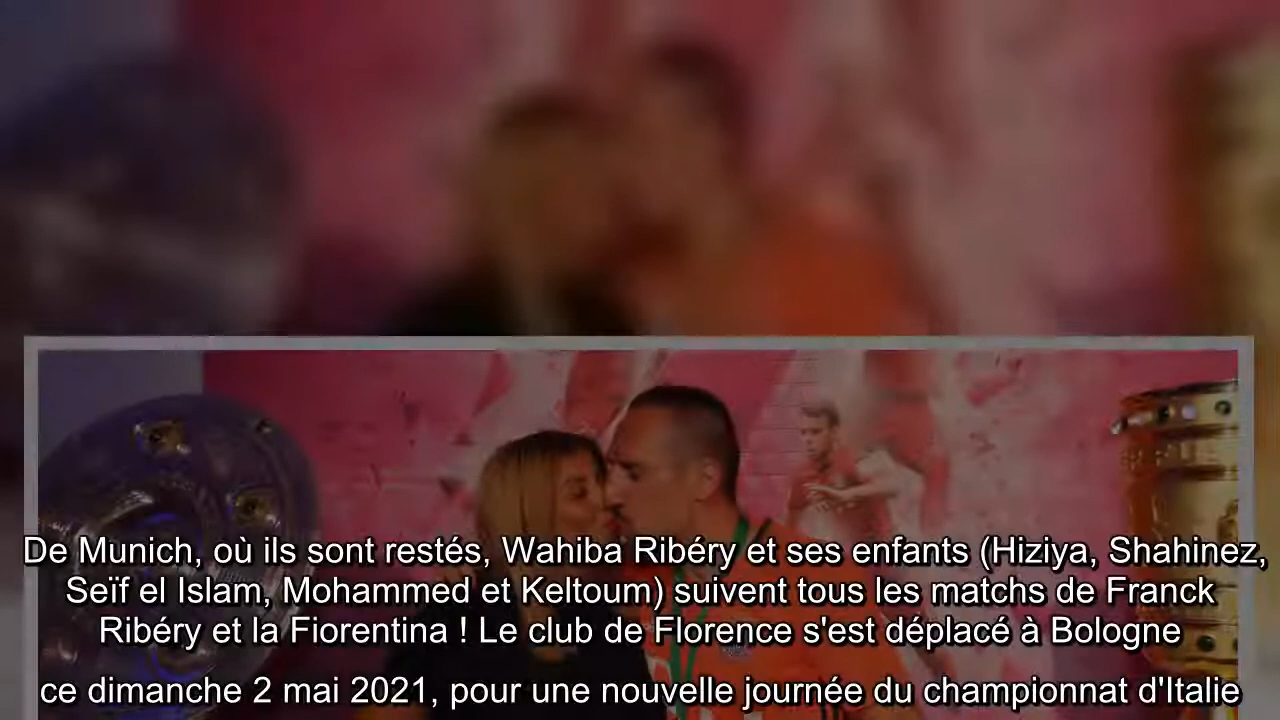 De Munich, où ils sont restés, Wahiba Ribéry et ses enfants (Hiziya, Shahinez,
Seïf el Islam, Mohammed et Keltoum) suivent tous les matchs de Franck
Ribéry et la Fiorentina ! Le club de Florence s'est déplacé à Bologne
ce dimanche 2 mai 2021, pour une nouvelle journée du championnat d'Italie